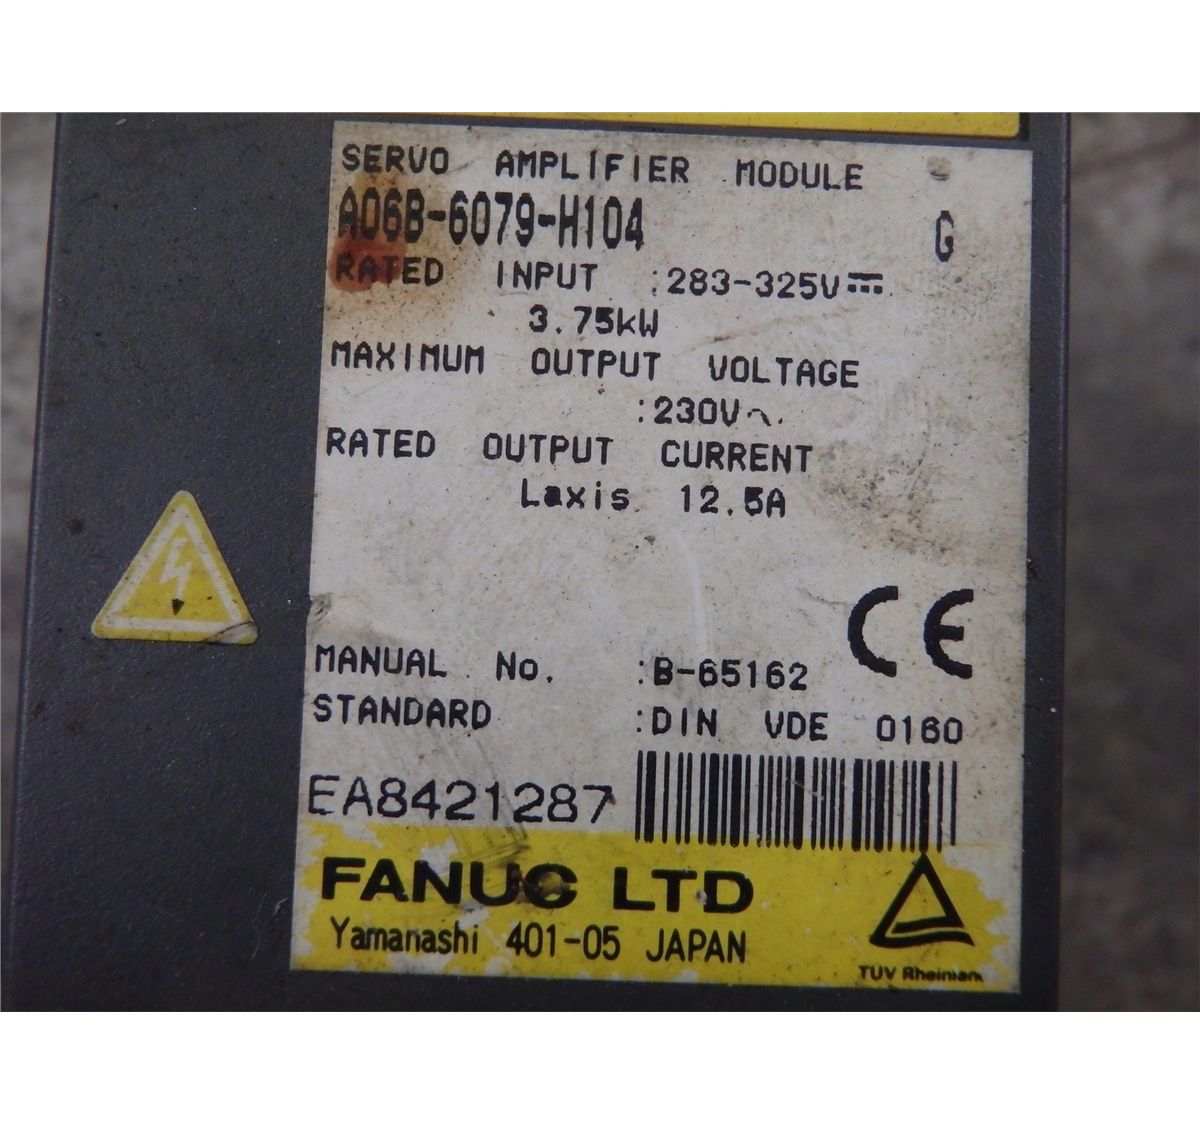 SERVO AMPLIFIER MODULE
A06B-6079-H104 G
RATED INPUT :283-325V⎓
3.75kW
MAXIMUM OUTPUT VOLTAGE
:230V~
RATED OUTPUT CURRENT
Laxis 12.5A
CE
MANUAL No. :B-65162
STANDARD :DIN VDE 0160
EA8421287
FANUC LTD
Yamanashi 401-05 JAPAN
TUV Rheinland